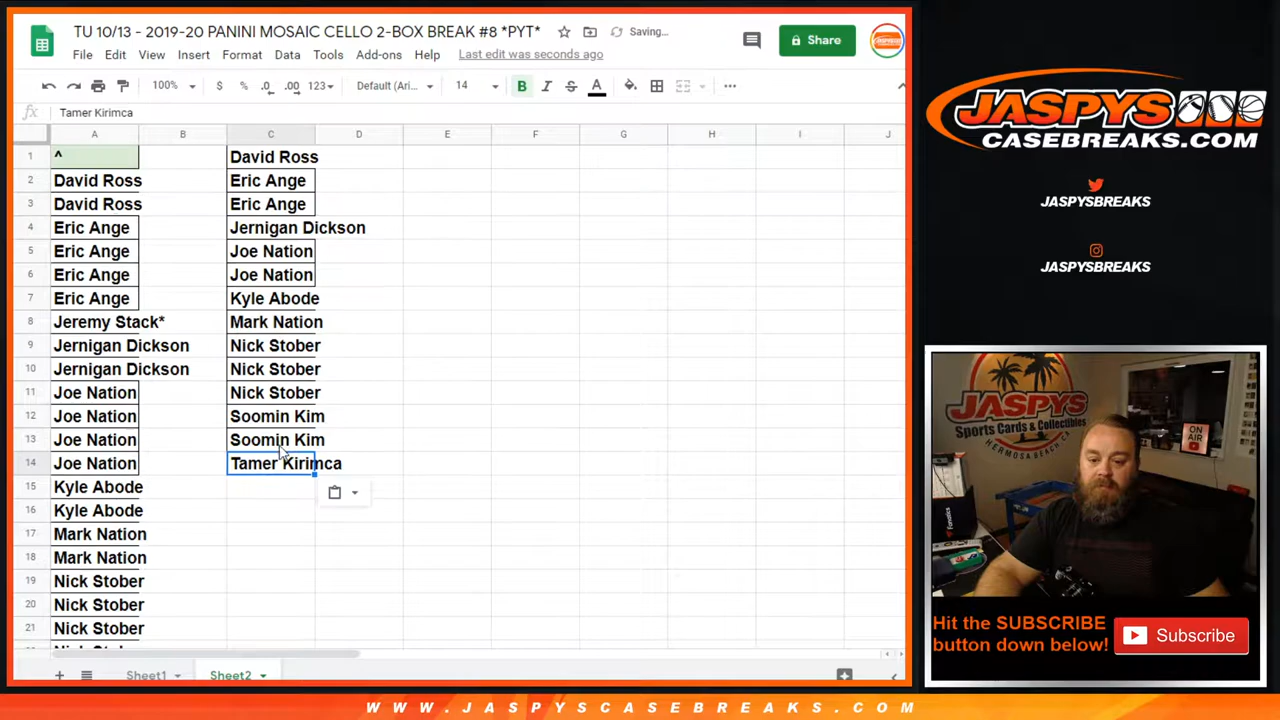 TU 10/13 - 2019-20 PANINI MOSAIC CELLO 2-BOX BREAK #8 *PYT*
Saving...
File Edit View Insert Format Data Tools Add-ons Help Last edit was seconds ago
Share
100% $ % .0 .00 123 Default (Ari... 14 B I S A
fx Tamer Kirimca
A B C D E F G H I J
1 ^ David Ross
2 David Ross Eric Ange
3 David Ross Eric Ange
4 Eric Ange Jernigan Dickson
5 Eric Ange Joe Nation
6 Eric Ange Joe Nation
7 Eric Ange Kyle Abode
8 Jeremy Stack* Mark Nation
9 Jernigan Dickson Nick Stober
10 Jernigan Dickson Nick Stober
11 Joe Nation Nick Stober
12 Joe Nation Soomin Kim
13 Joe Nation Soomin Kim
14 Joe Nation Tamer Kirimca
15 Kyle Abode
16 Kyle Abode
17 Mark Nation
18 Mark Nation
19 Nick Stober
20 Nick Stober
21 Nick Stober
Sheet1 Sheet2
JASPYS
CASEBREAKS.COM
JASPYSBREAKS
JASPYSBREAKS
JASPYS
Sports Cards & Collectibles
HERMOSA BEACH, CA
ON AIR
Fanatics
Hit the SUBSCRIBE
button down below!
Subscribe
WWW.JASPYSCASEBREAKS.COM